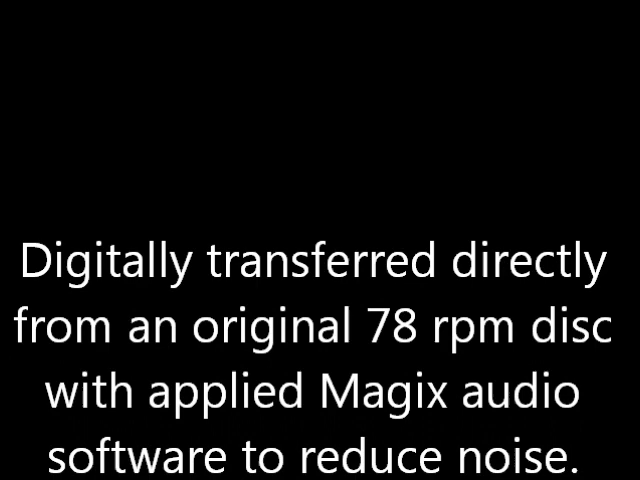 Digitally transferred directly
from an original 78 rpm disc
with applied Magix audio
software to reduce noise.